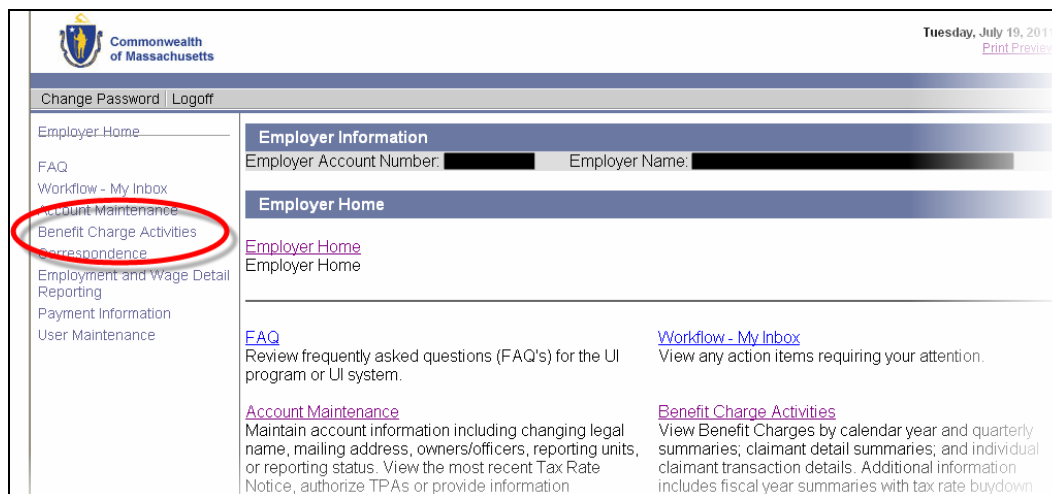 Commonwealth
of Massachusetts
Tuesday, July 19, 2011
Print Preview
Change Password | Logoff
Employer Home
FAQ
Workflow - My Inbox
Account Maintenance
Benefit Charge Activities
Correspondence
Employment and Wage Detail
Reporting
Payment Information
User Maintenance
Employer Information
Employer Account Number: Employer Name:
Employer Home
Employer Home
Employer Home
FAQ
Review frequently asked questions (FAQ's) for the UI
program or UI system.
Workflow - My Inbox
View any action items requiring your attention.
Account Maintenance
Maintain account information including changing legal
name, mailing address, owners/officers, reporting units,
or reporting status. View the most recent Tax Rate
Notice, authorize TPAs or provide information
Benefit Charge Activities
View Benefit Charges by calendar year and quarterly
summaries; claimant detail summaries; and individual
claimant transaction details. Additional information
includes fiscal year summaries with tax rate buydown